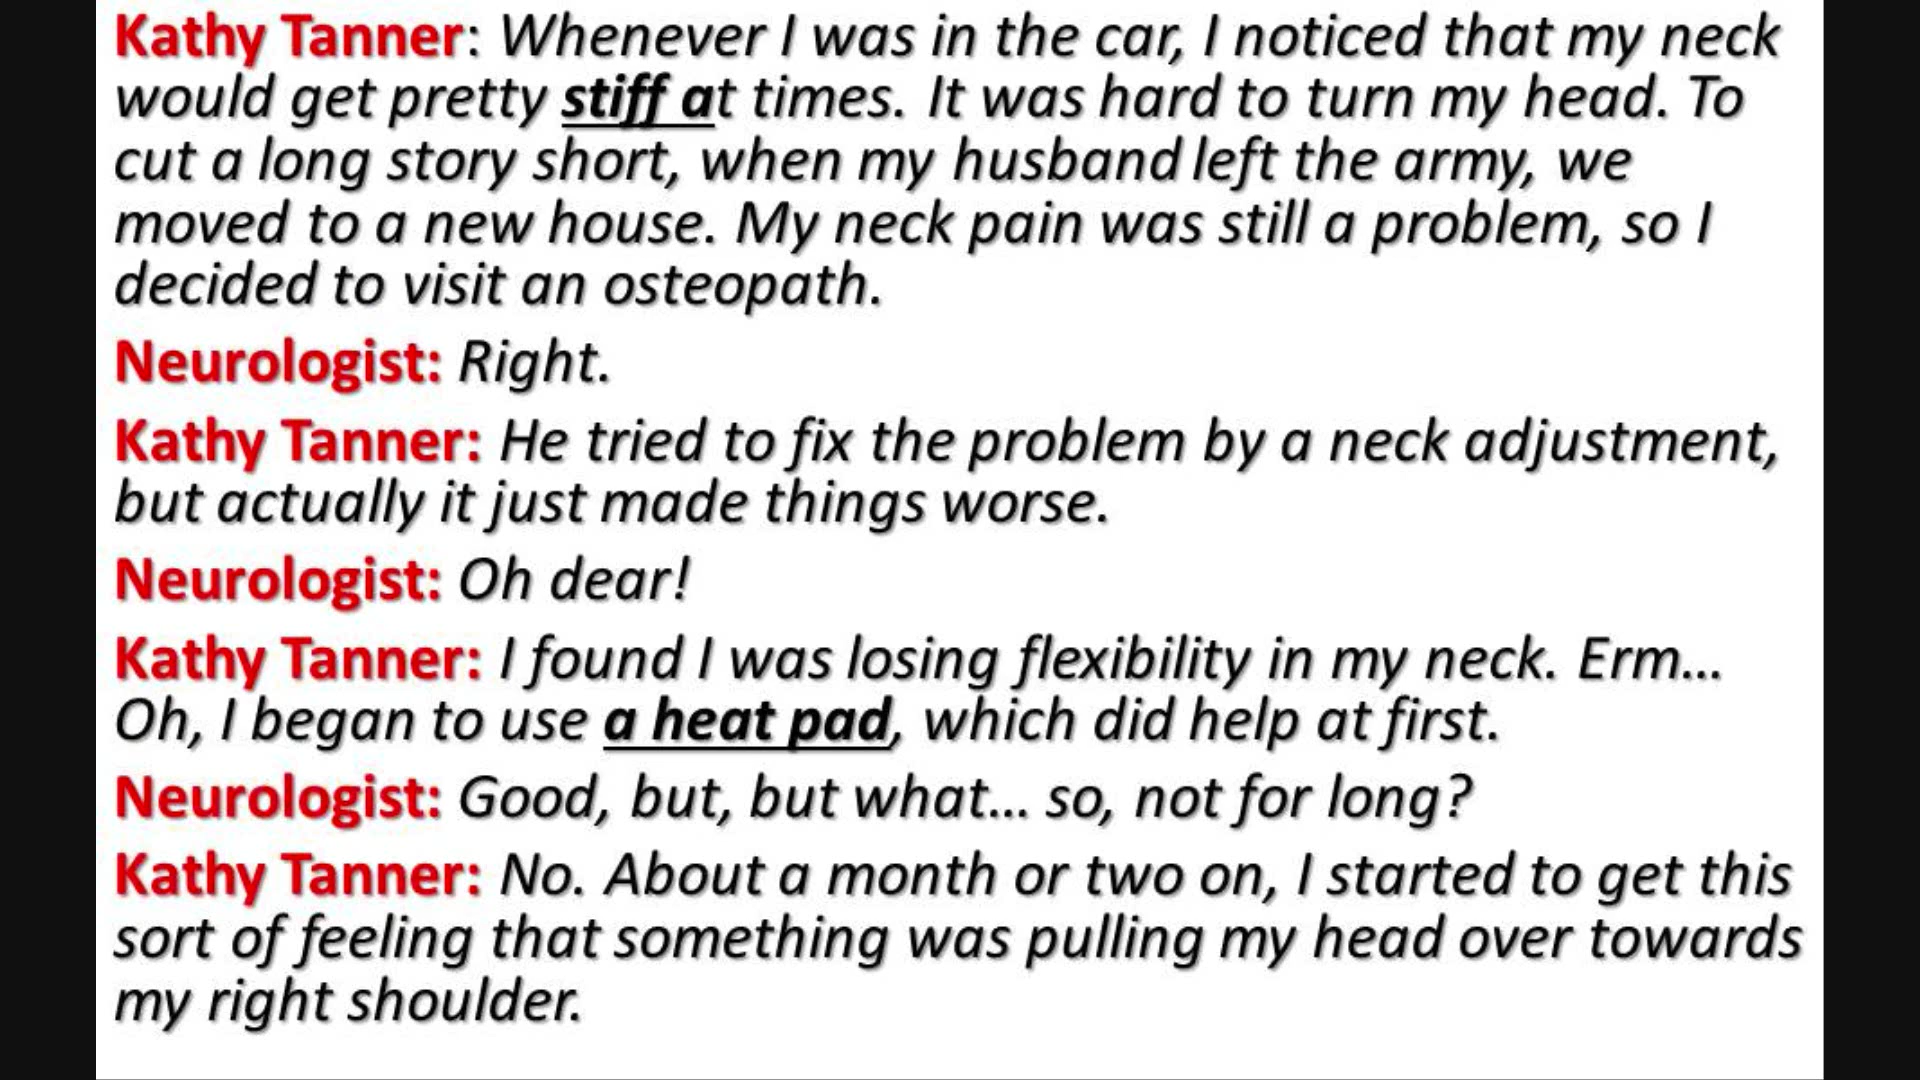 Kathy Tanner: Whenever I was in the car, I noticed that my neck
would get pretty stiff at times. It was hard to turn my head. To
cut a long story short, when my husband left the army, we
moved to a new house. My neck pain was still a problem, so I
decided to visit an osteopath.
Neurologist: Right.
Kathy Tanner: He tried to fix the problem by a neck adjustment,
but actually it just made things worse.
Neurologist: Oh dear!
Kathy Tanner: I found I was losing flexibility in my neck. Erm...
Oh, I began to use a heat pad, which did help at first.
Neurologist: Good, but, but what... so, not for long?
Kathy Tanner: No. About a month or two on, I started to get this
sort of feeling that something was pulling my head over towards
my right shoulder.